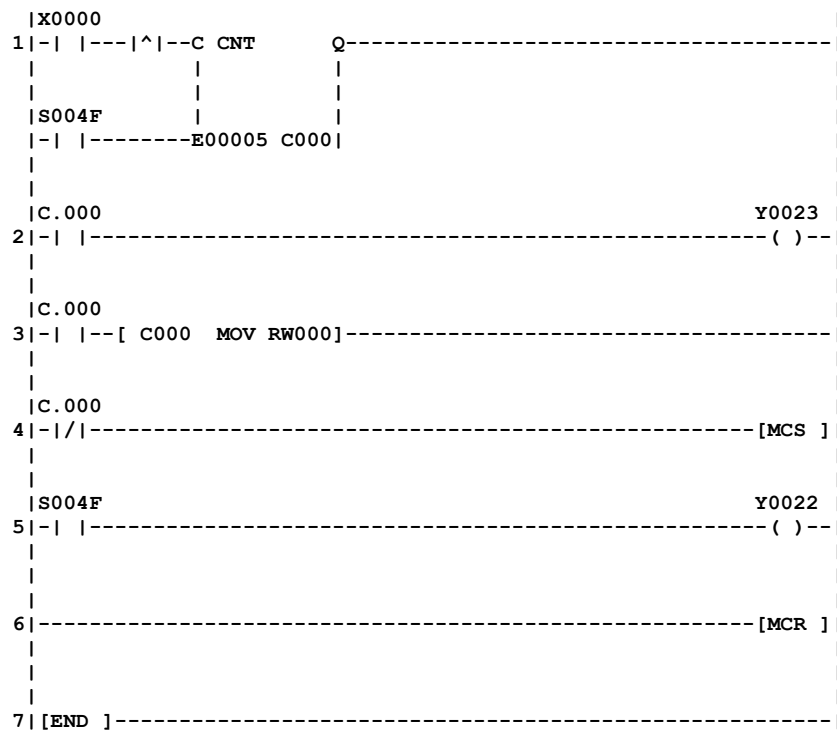 |X0000
1|-| |---|^|--C CNT Q-------------------------------|
| | |
| | |
|S004F | |
|-| |--------E00005 C000|
|
|
|C.000 Y0023
2|-| |-------------------------------------------( )--|
|
|
|C.000
3|-| |--[ C000 MOV RW000]-------------------------------|
|
|
|C.000
4|-|/|------------------------------------------[MCS ]|
|
|
|S004F Y0022
5|-| |-------------------------------------------( )--|
|
|
|
6|----------------------------------------------[MCR ]|
|
|
|
7|[END ]----------------------------------------------|